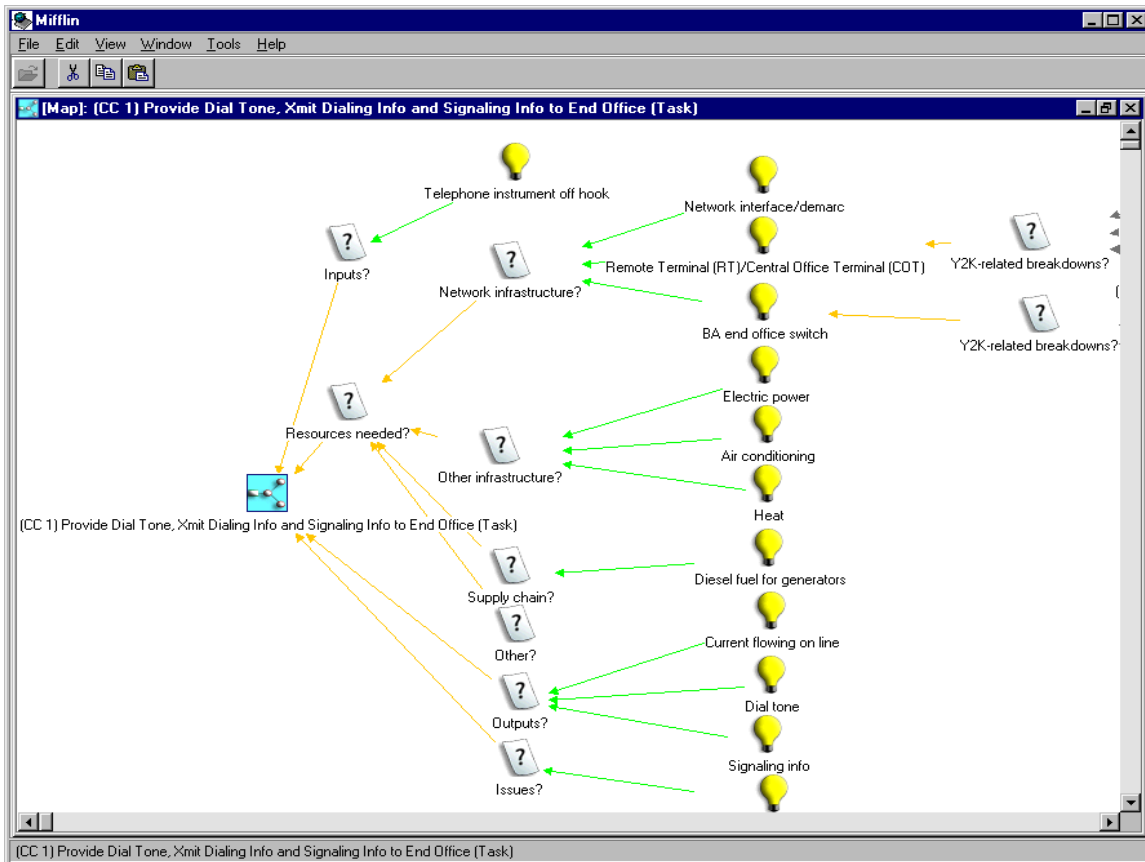 Mifflin
File Edit View Window Tools Help
[Map]: (CC 1) Provide Dial Tone, Xmit Dialing Info and Signaling Info to End Office (Task)
Telephone instrument off hook
Network interface/demarc
?
Inputs?
?
Network infrastructure?
Remote Terminal (RT)/Central Office Terminal (COT)
?
Y2K-related breakdowns?
(
BA end office switch
?
Y2K-related breakdowns?
Electric power
?
Resources needed?
?
Other infrastructure?
Air conditioning
Heat
(CC 1) Provide Dial Tone, Xmit Dialing Info and Signaling Info to End Office (Task)
?
Supply chain?
Diesel fuel for generators
?
Other?
Current flowing on line
?
Outputs?
Dial tone
?
Issues?
Signaling info
(CC 1) Provide Dial Tone, Xmit Dialing Info and Signaling Info to End Office (Task)